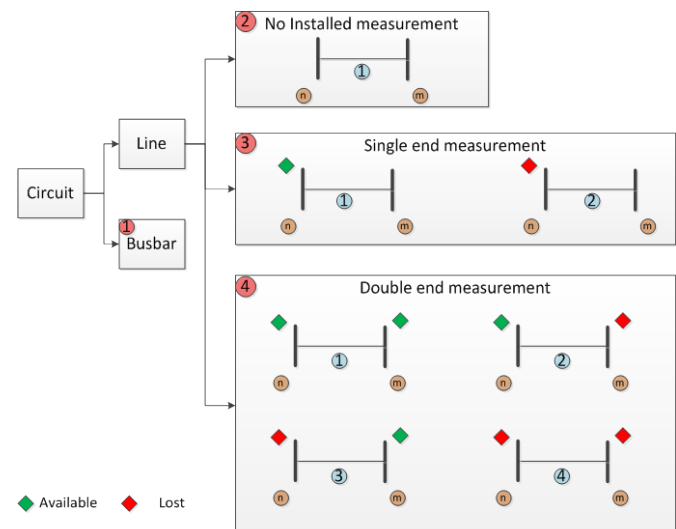 2 No Installed measurement
1
n m
Line
3 Single end measurement
1 2
n m n m
Circuit
1
Busbar
4 Double end measurement
1 2
n m n m
3 4
n m n m
Available Lost